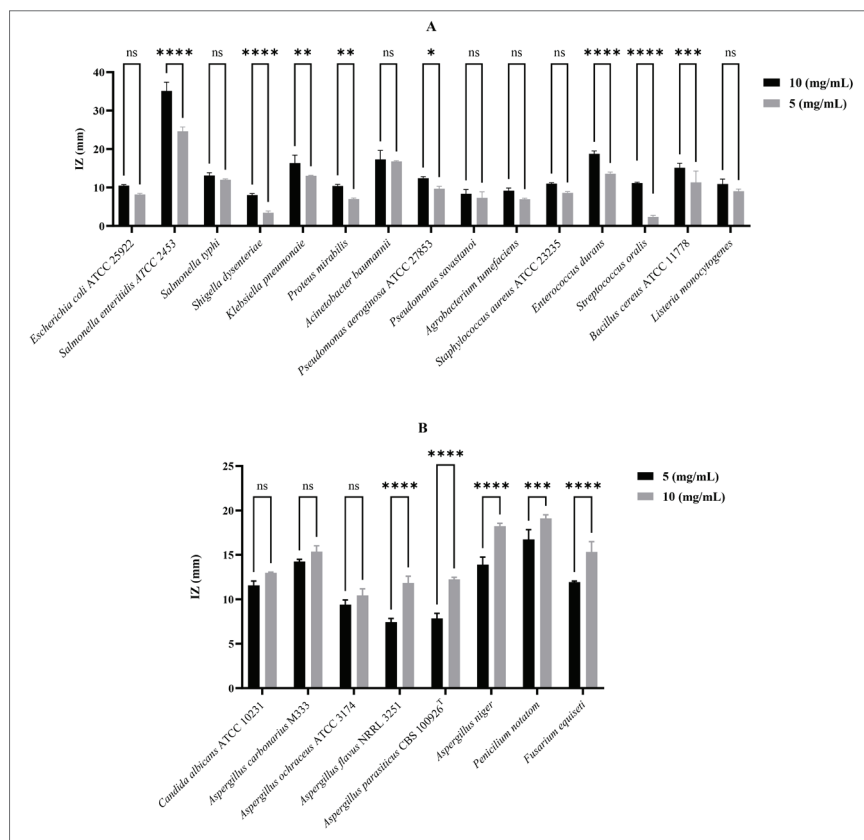 A
ns **** ns **** ** ** ns * ns ns ns **** **** *** ns
10 (mg/mL)
5 (mg/mL)
IZ (mm)
40
30
20
10
0
Escherichia coli ATCC 25922
Salmonella enteritidis ATCC 2453
Salmonella typhi
Shigella dysenteriae
Klebsiella pneumonaie
Proteus mirablis
Acinetobacter baumannii
Pseudomonas aeroginosa ATCC 27853
Pseudomonas savastanoi
Agrobacterium tumefaciens
Staphylococcus aureus ATCC 23235
Enterococcus durans
Streptococcus oralis
Bacillus cereus ATCC 11778
Listeria monocytogenes
B
ns ns ns **** **** **** *** ****
5 (mg/mL)
10 (mg/mL)
IZ (mm)
25
20
15
10
5
0
Candida albicans ATCC 10231
Aspergillus carbonarius M333
Aspergillus ochraceus ATCC 3174
Aspergillus flavus NRRL 3251
Aspergillus parasiticus CBS 100926ᵀ
Aspergillus niger
Penicilium notatom
Fusarium equiseti